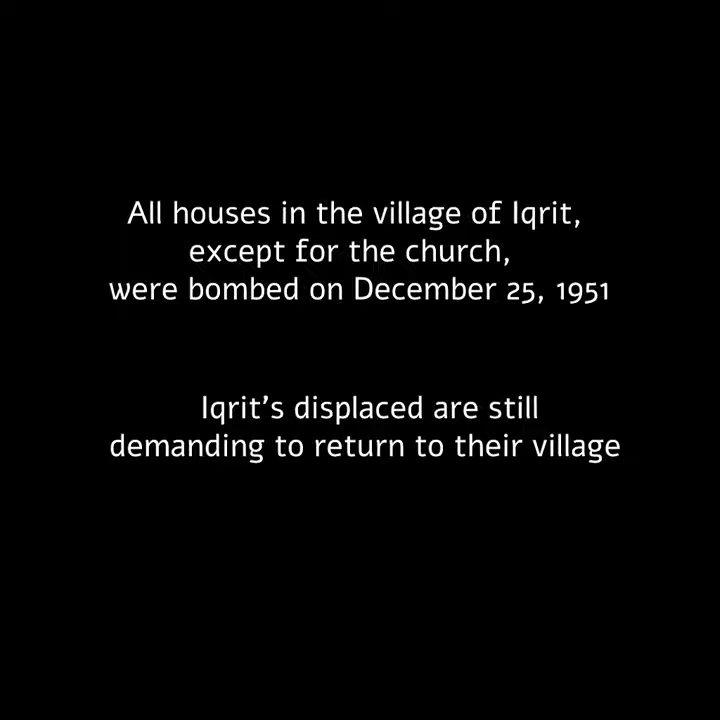 All houses in the village of Iqrit,
except for the church,
were bombed on December 25, 1951
Iqrit’s displaced are still
demanding to return to their village